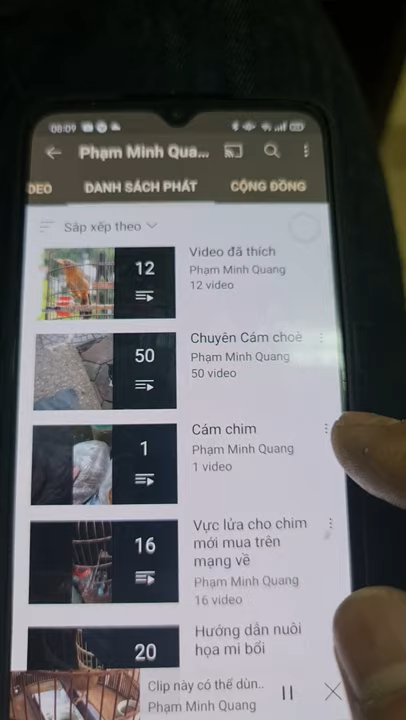 08:09
Phạm Minh Qua...
DEO
DANH SÁCH PHÁT
CỘNG ĐỒNG
Sắp xếp theo
12
Video đã thích
Phạm Minh Quang
12 video
50
Chuyên Cám choè
Phạm Minh Quang
50 video
1
Cám chim
Phạm Minh Quang
1 video
16
Vực lửa cho chim
mới mua trên
mạng về
Phạm Minh Quang
16 video
20
Hướng dẫn nuôi
họa mi bổi
Clip này có thể dùn..
Phạm Minh Quang